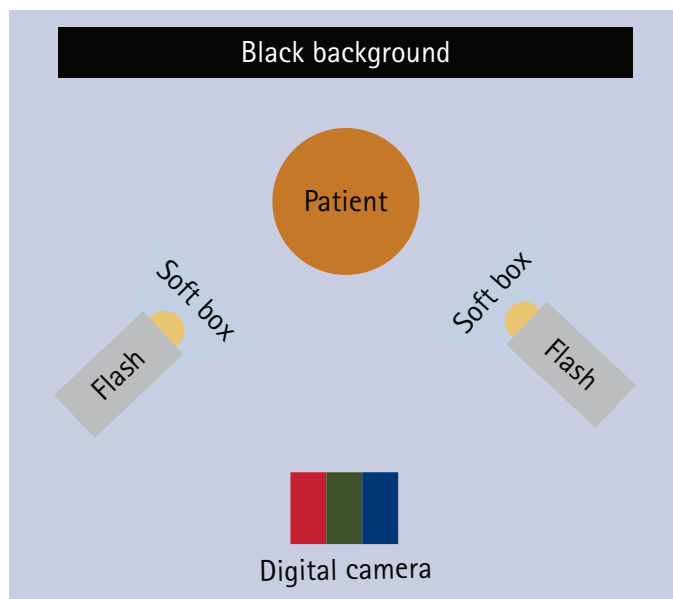 Black background
Patient
Soft box
Soft box
Flash
Flash
Digital camera